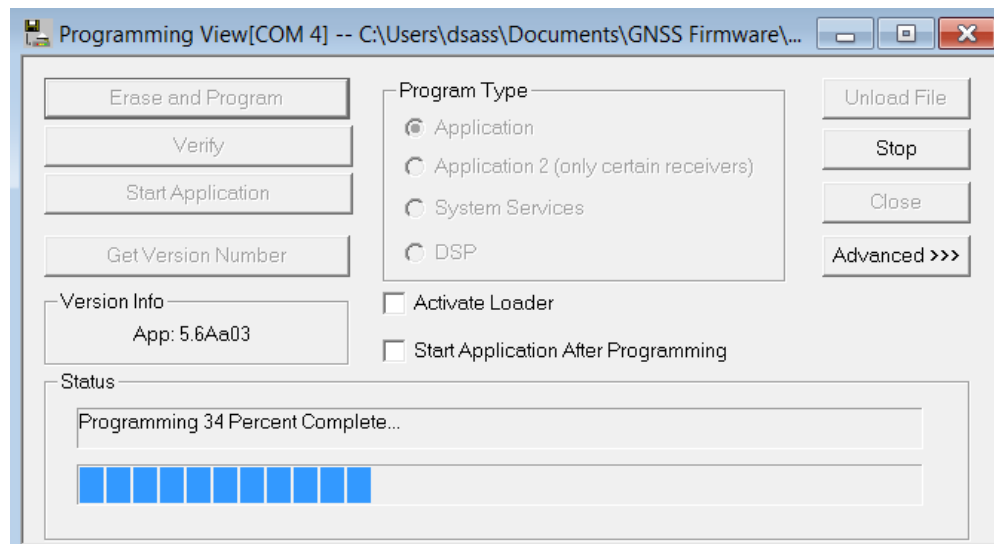 Programming View[COM 4] -- C:\Users\dsass\Documents\GNSS Firmware\...
Erase and Program
Verify
Start Application
Get Version Number
Program Type
Application
Application 2 (only certain receivers)
System Services
DSP
Unload File
Stop
Close
Advanced >>>
Version Info
App: 5.6Aa03
Activate Loader
Start Application After Programming
Status
Programming 34 Percent Complete...